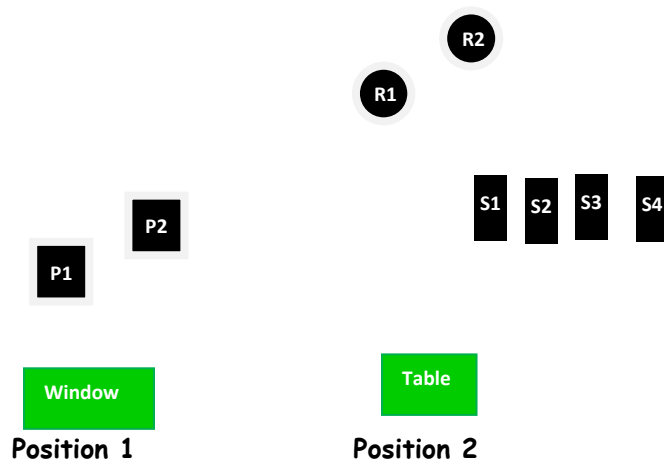 R2
R1
S1 S2 S3 S4
P2
P1
Window
Table
Position 1
Position 2